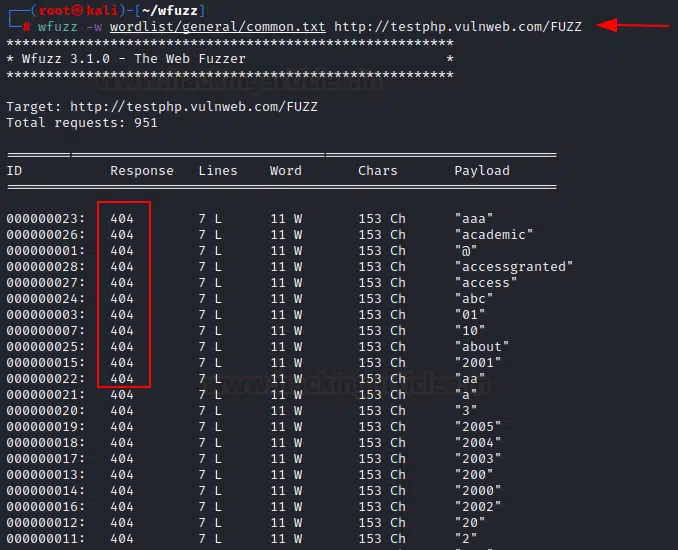 ┌──(root㉿kali)-[~/wfuzz]
└─# wfuzz -w wordlist/general/common.txt http://testphp.vulnweb.com/FUZZ
********************************************************
* Wfuzz 3.1.0 - The Web Fuzzer                         *
********************************************************
www.hackingarticles.in
Target: http://testphp.vulnweb.com/FUZZ
Total requests: 951
=====================================================================
ID           Response   Lines    Word       Chars       Payload
=====================================================================
000000023:   404        7 L      11 W       153 Ch      "aaa"
000000026:   404        7 L      11 W       153 Ch      "academic"
000000001:   404        7 L      11 W       153 Ch      "@"
000000028:   404        7 L      11 W       153 Ch      "accessgranted"
000000027:   404        7 L      11 W       153 Ch      "access"
000000024:   404        7 L      11 W       153 Ch      "abc"
000000003:   404        7 L      11 W       153 Ch      "01"
000000007:   404        7 L      11 W       153 Ch      "10"
000000025:   404        7 L      11 W       153 Ch      "about"
000000015:   404        7 L      11 W       153 Ch      "2001"
000000022:   404        7 L      11 W       153 Ch      "aa"
www.hackingarticles.in
000000021:   404        7 L      11 W       153 Ch      "a"
000000020:   404        7 L      11 W       153 Ch      "3"
000000019:   404        7 L      11 W       153 Ch      "2005"
000000018:   404        7 L      11 W       153 Ch      "2004"
000000017:   404        7 L      11 W       153 Ch      "2003"
000000013:   404        7 L      11 W       153 Ch      "200"
000000014:   404        7 L      11 W       153 Ch      "2000"
000000016:   404        7 L      11 W       153 Ch      "2002"
000000012:   404        7 L      11 W       153 Ch      "20"
000000011:   404        7 L      11 W       153 Ch      "2"